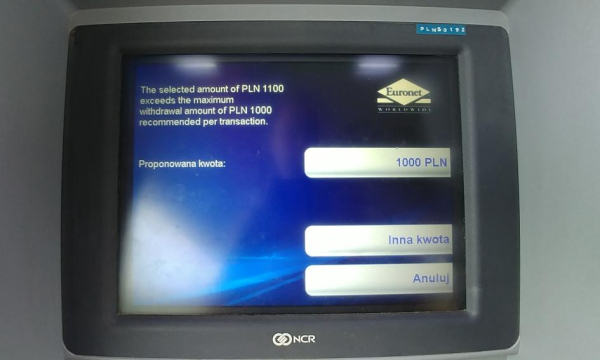 PLNS0192
The selected amount of PLN 1100
exceeds the maximum
withdrawal amount of PLN 1000
recommended per transaction.
Euronet
WORLDWIDE
Proponowana kwota:
1000 PLN
Inna kwota
Anuluj
NCR